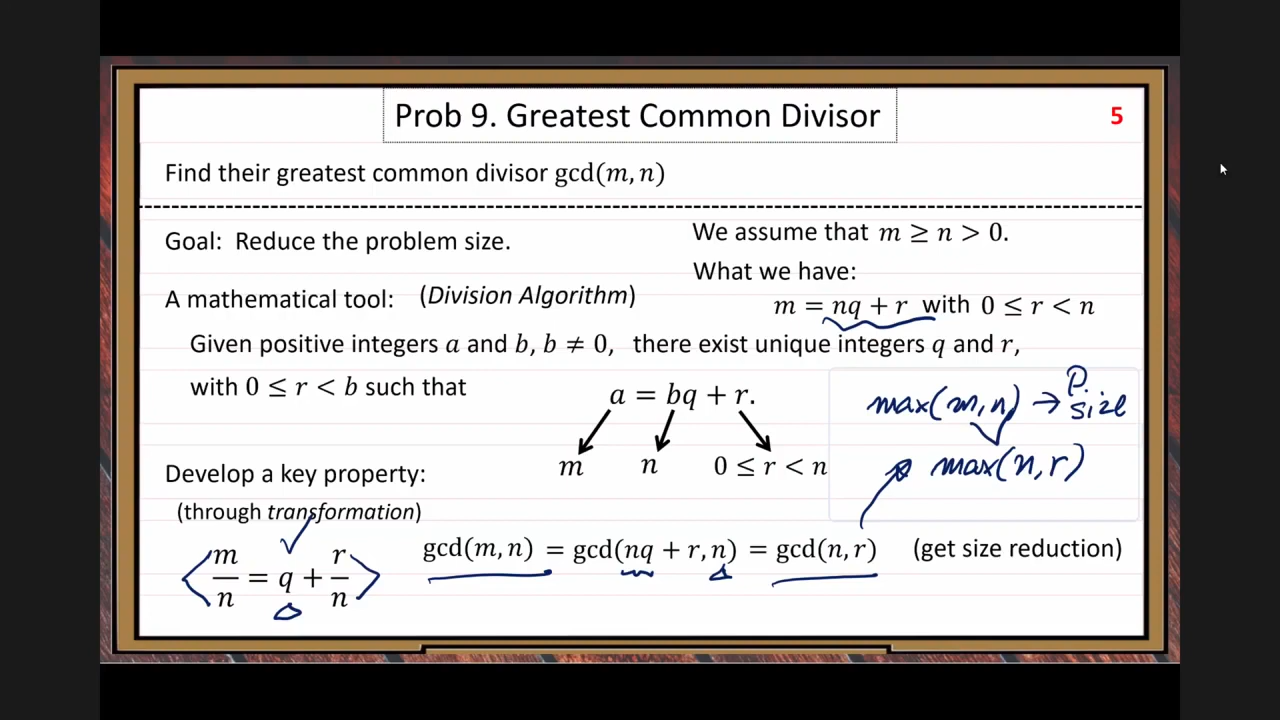 Prob 9. Greatest Common Divisor
5
Find their greatest common divisor gcd(m, n)
Goal: Reduce the problem size.
We assume that m ≥ n > 0.
What we have:
A mathematical tool: (Division Algorithm)
m = nq + r with 0 ≤ r < n
Given positive integers a and b, b ≠ 0, there exist unique integers q and r,
with 0 ≤ r < b such that
a = bq + r.
m n 0 ≤ r < n
max(m,n) → P. size
max(n,r)
Develop a key property:
(through transformation)
m/n = q + r/n
gcd(m, n) = gcd(nq + r, n) = gcd(n, r) (get size reduction)